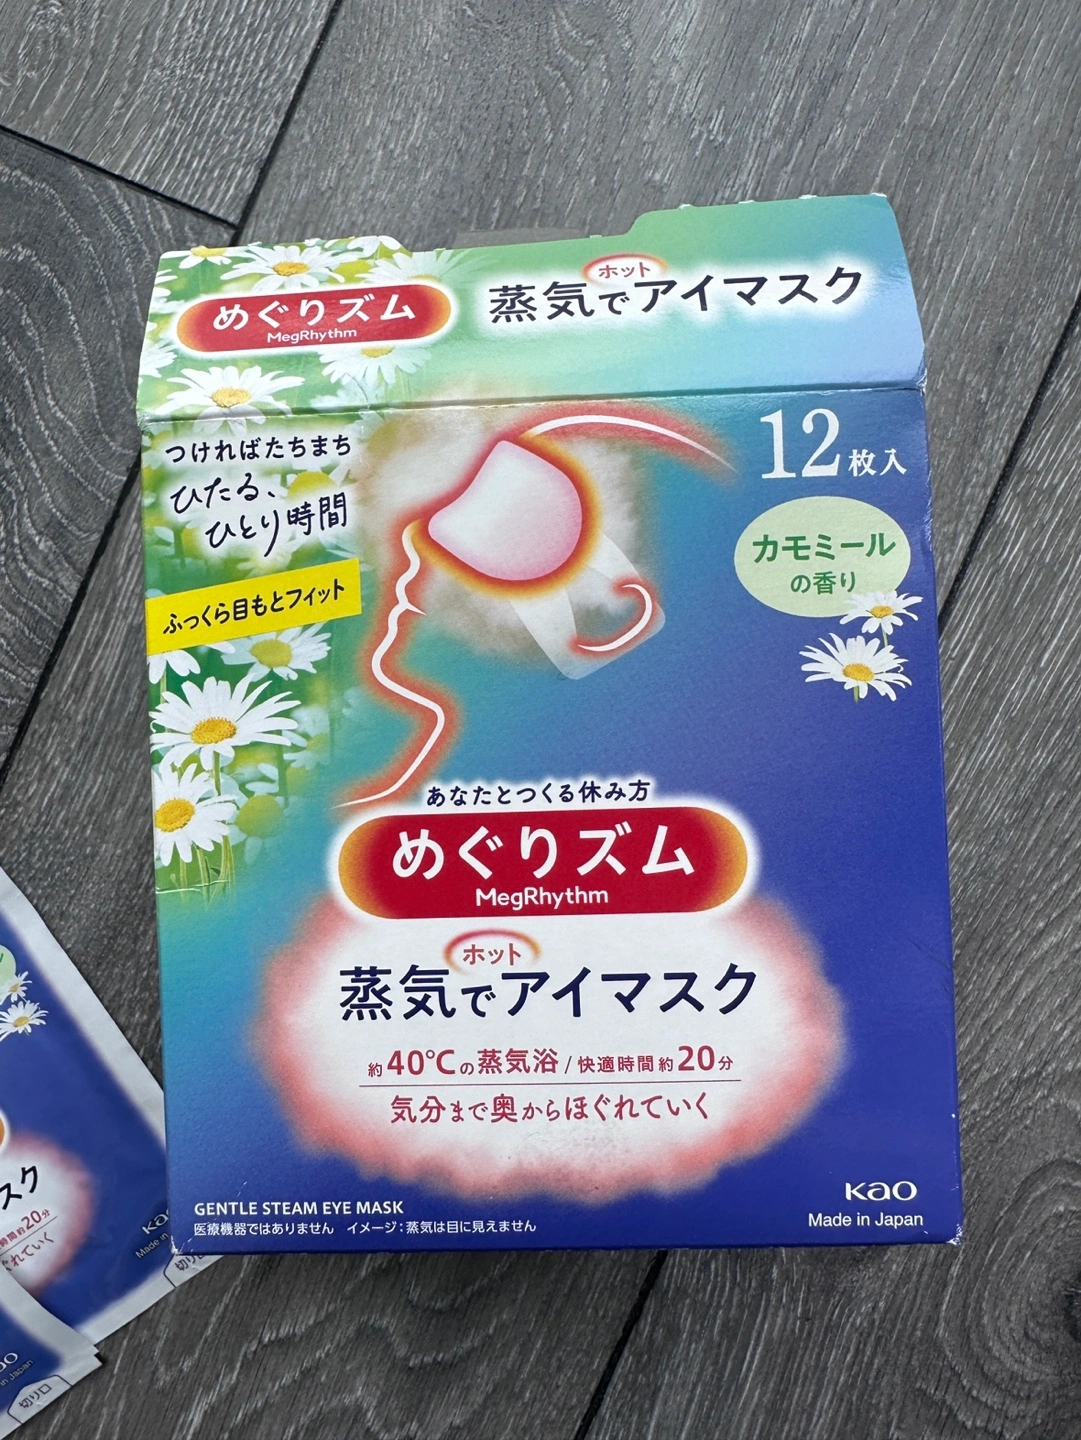 めぐりズム
MegRhythm
ホット
蒸気でアイマスク
つければたちまち
ひたる、
ひとり時間
ふっくら目もとフィット
12枚入
カモミール
の香り
あなたとつくる休み方
めぐりズム
MegRhythm
ホット
蒸気でアイマスク
約40℃の蒸気浴/快適時間約20分
気分まで奥からほぐれていく
GENTLE STEAM EYE MASK
医療機器ではありません イメージ:蒸気は目に見えません
Kao
Made in Japan
スク
時間約20分
れていく
Kao
Made in
切り口
in Japan
切り口